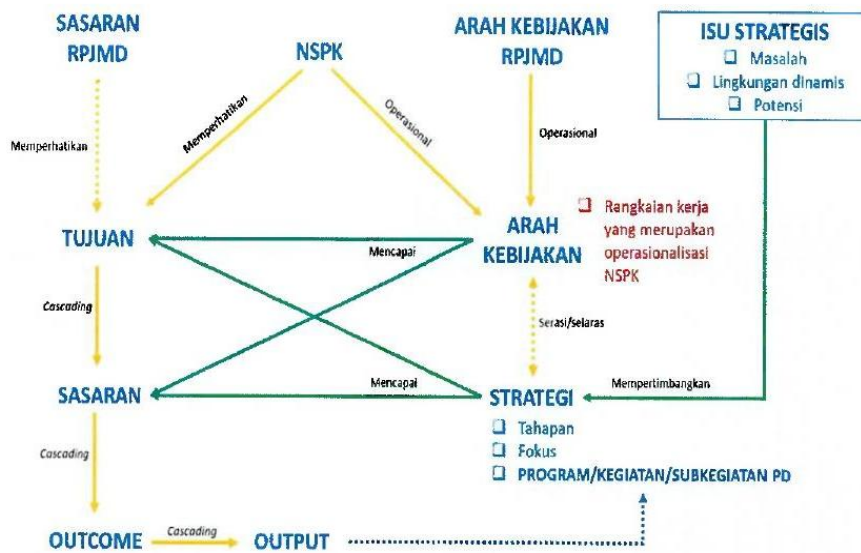 SASARAN
RPJMD
NSPK
ARAH KEBIJAKAN
RPJMD
ISU STRATEGIS
❑ Masalah
❑ Lingkungan dinamis
❑ Potensi
Memperhatikan
Memperhatikan
Operasional
Operasional
TUJUAN
Mencapai
ARAH
KEBIJAKAN
❑ Rangkaian kerja
yang merupakan
operasionalisasi
NSPK
Cascading
Serasi/selaras
SASARAN
Mencapai
STRATEGI
Mempertimbangkan
❑ Tahapan
❑ Fokus
❑ PROGRAM/KEGIATAN/SUBKEGIATAN PD
Cascading
OUTCOME
Cascading
OUTPUT